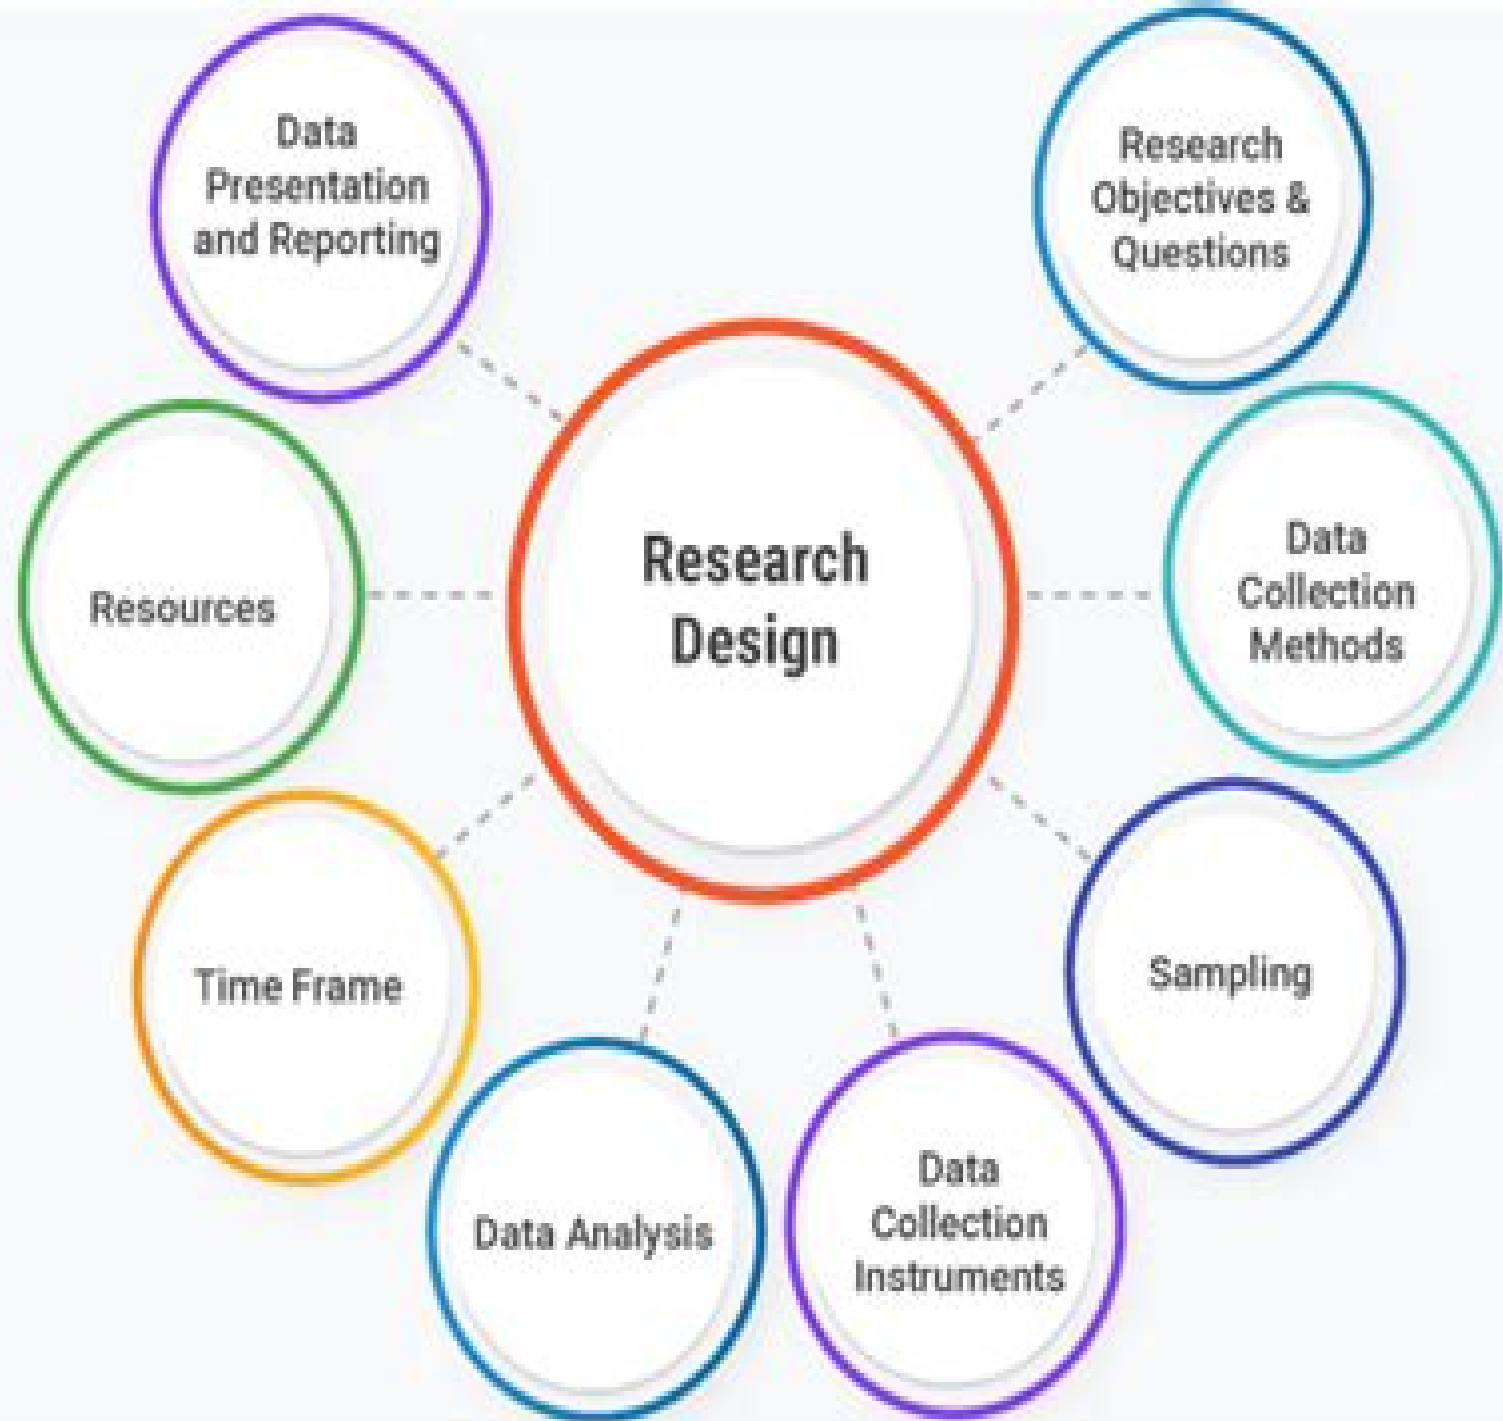 Data
Presentation
and Reporting
Research
Objectives &
Questions
Research
Design
Resources
Data
Collection
Methods
Time Frame
Sampling
Data Analysis
Data
Collection
Instruments